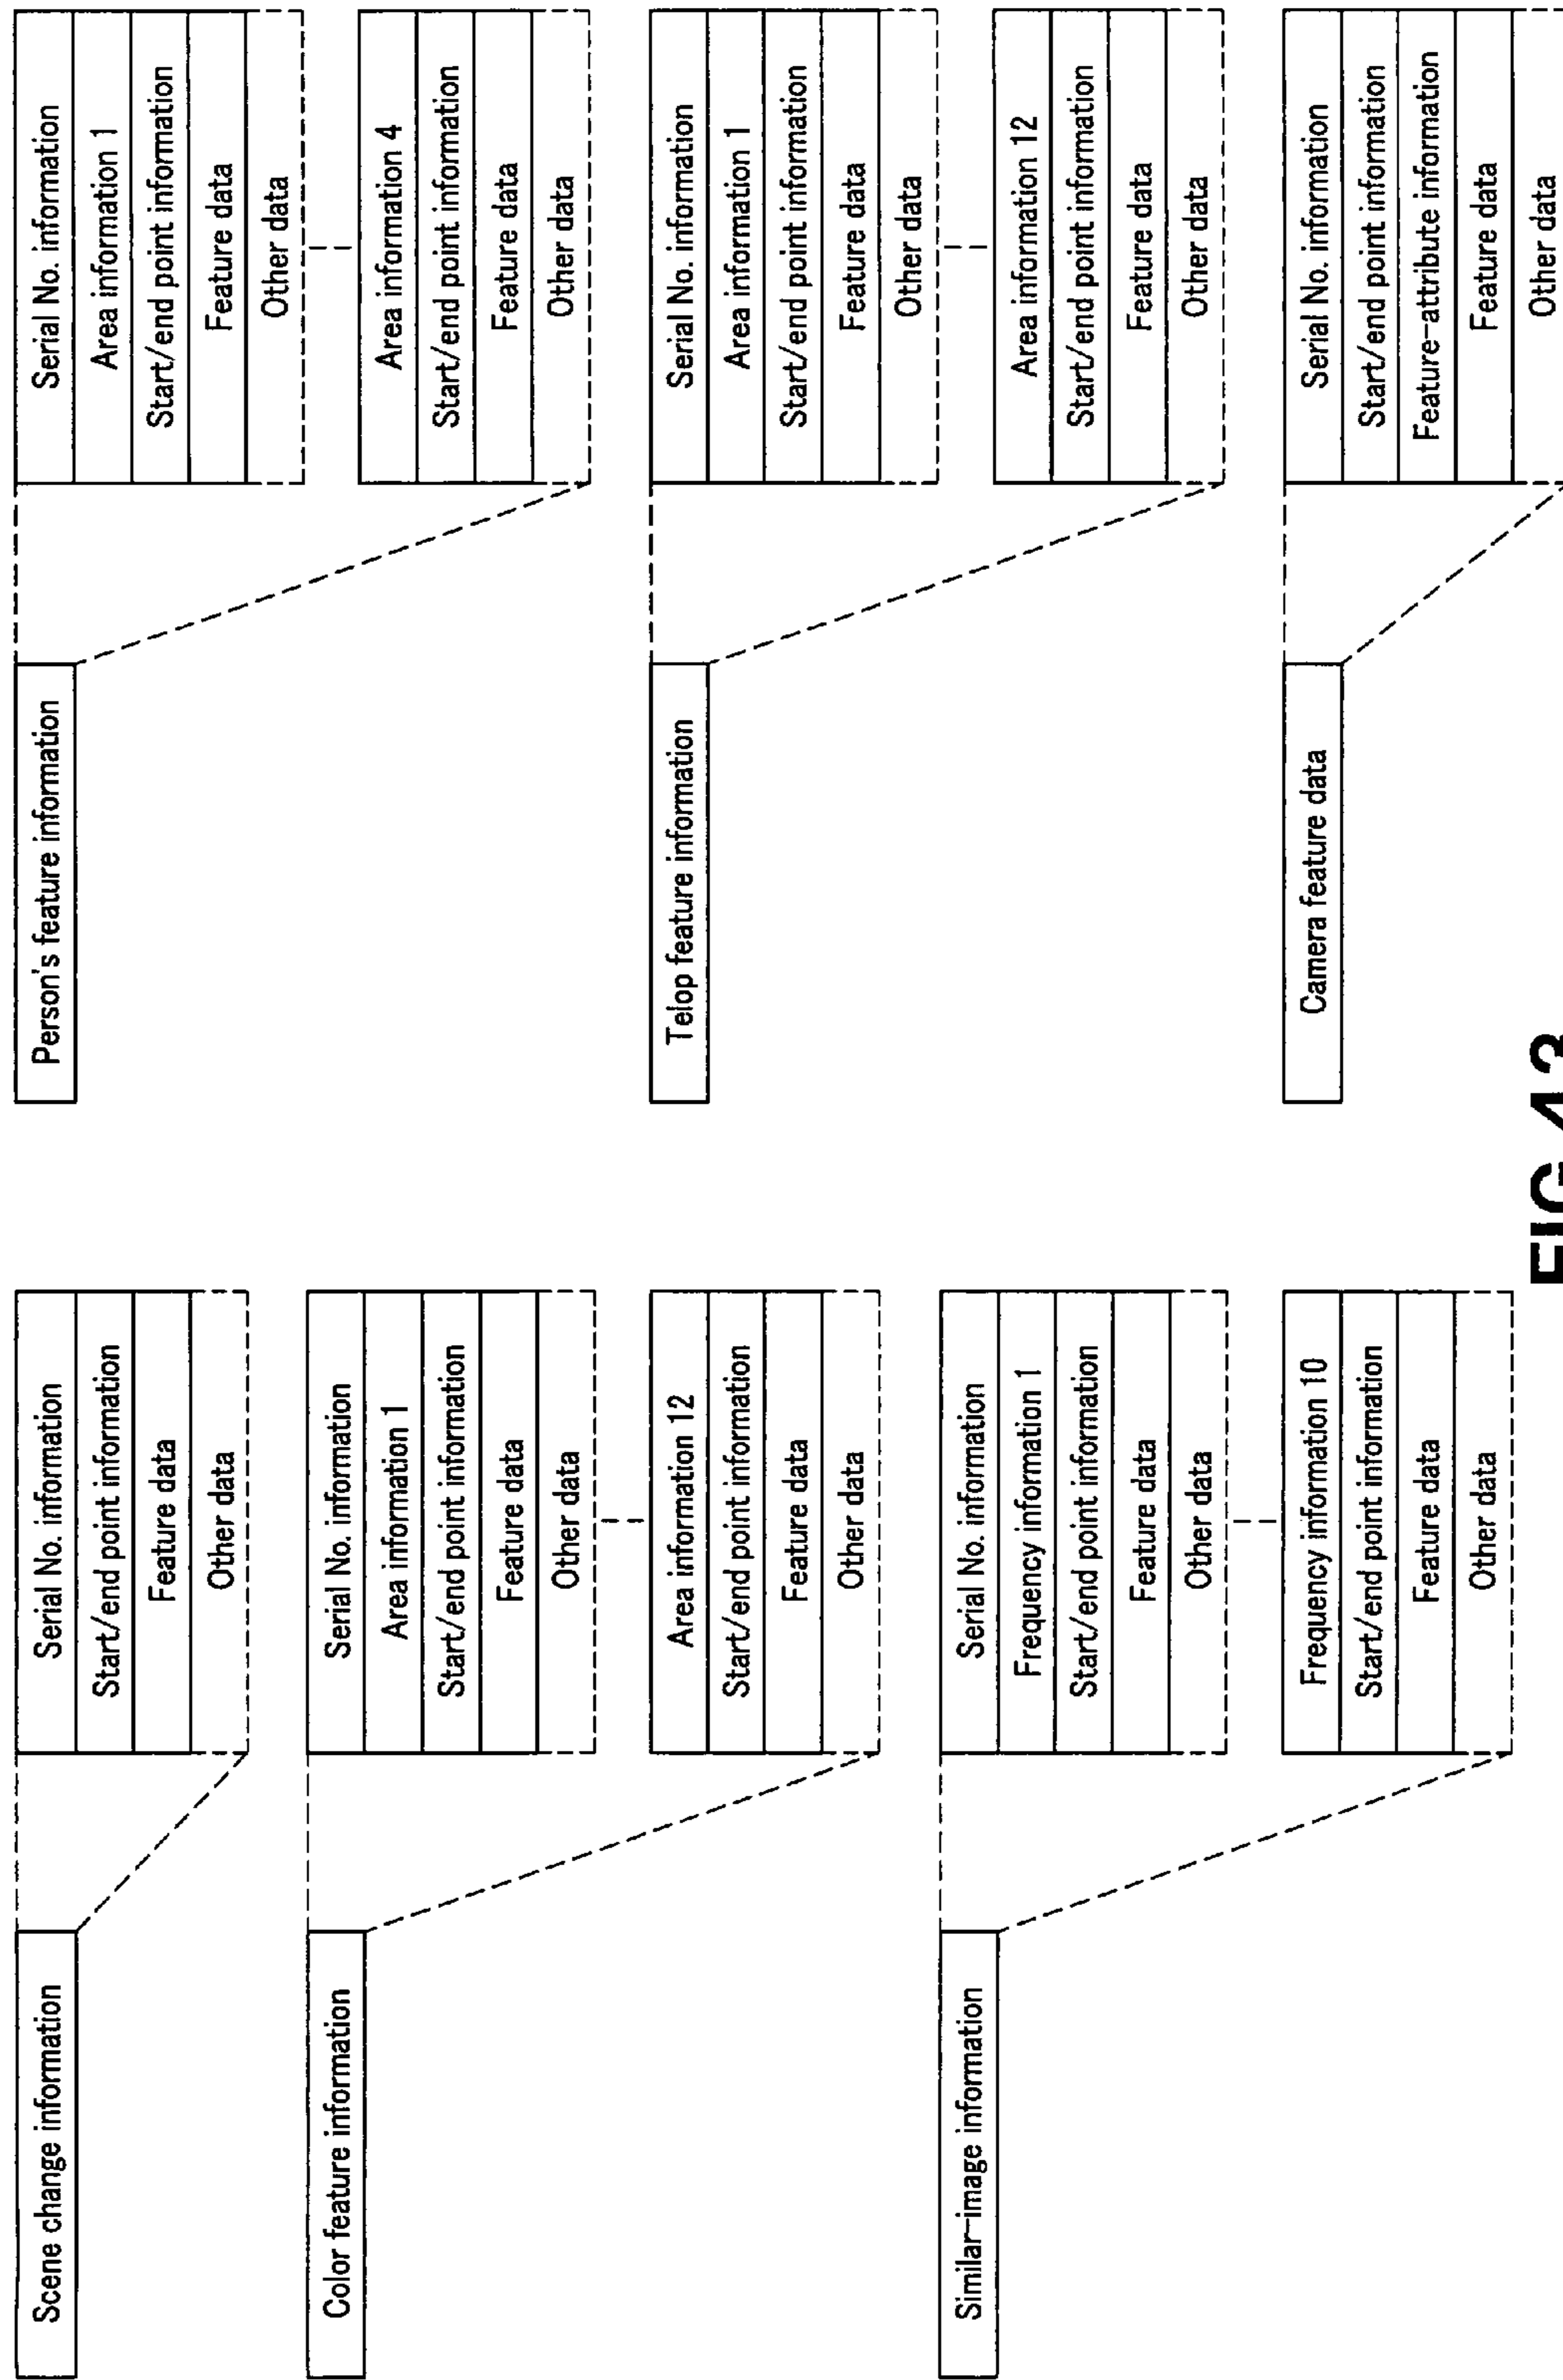 Scene change information
Serial No. information
Start/end point information
Feature data
Other data
Color feature information
Serial No. information
Area information 1
Start/end point information
Feature data
Other data
Area information 12
Start/end point information
Feature data
Other data
Similar-image information
Serial No. information
Frequency information 1
Start/end point information
Feature data
Other data
Frequency information 10
Start/end point information
Feature data
Other data
Person's feature information
Serial No. information
Area information 1
Start/end point information
Feature data
Other data
Area information 4
Start/end point information
Feature data
Other data
Telop feature information
Serial No. information
Area information 1
Start/end point information
Feature data
Other data
Area information 12
Start/end point information
Feature data
Other data
Camera feature data
Serial No. information
Start/end point information
Feature-attribute information
Feature data
Other data
FIG.43